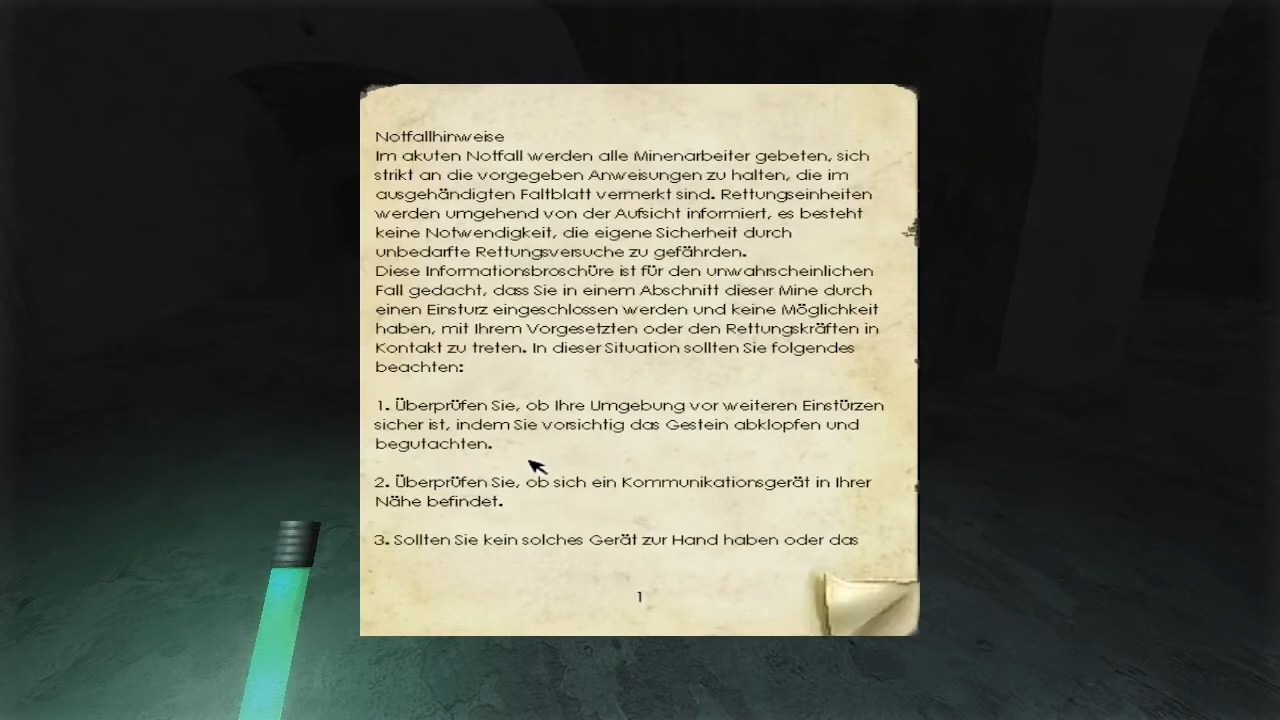 Notfallhinweise
Im akuten Notfall werden alle Minenarbeiter gebeten, sich
strikt an die vorgegeben Anweisungen zu halten, die im
ausgehändigten Faltblatt vermerkt sind. Rettungseinheiten
werden umgehend von der Aufsicht informiert, es besteht
keine Notwendigkeit, die eigene Sicherheit durch
unbedarfte Rettungsversuche zu gefährden.
Diese Informationsbroschüre ist für den unwahrscheinlichen
Fall gedacht, dass Sie in einem Abschnitt dieser Mine durch
einen Einsturz eingeschlossen werden und keine Möglichkeit
haben, mit Ihrem Vorgesetzten oder den Rettungskräften in
Kontakt zu treten. In dieser Situation sollten Sie folgendes
beachten:
1. Überprüfen Sie, ob Ihre Umgebung vor weiteren Einstürzen
sicher ist, indem Sie vorsichtig das Gestein abklopfen und
begutachten.
2. Überprüfen Sie, ob sich ein Kommunikationsgerät in Ihrer
Nähe befindet.
3. Sollten Sie kein solches Gerät zur Hand haben oder das
1